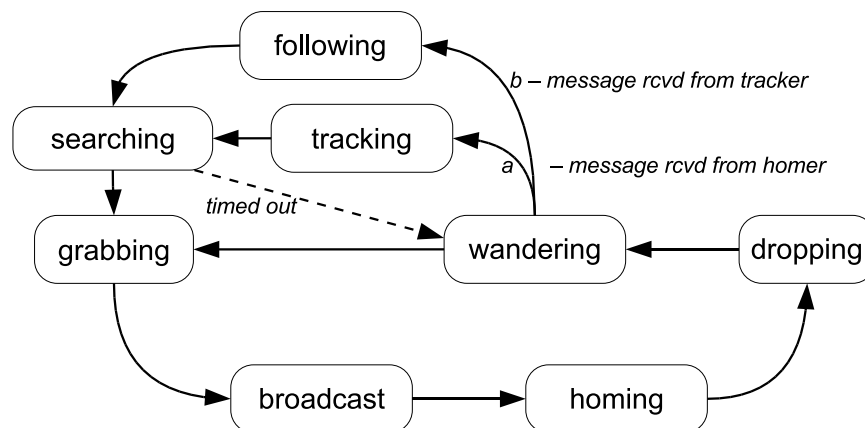 following
b – message rcvd from tracker
searching
tracking
a – message rcvd from homer
timed out
grabbing
wandering
dropping
broadcast
homing